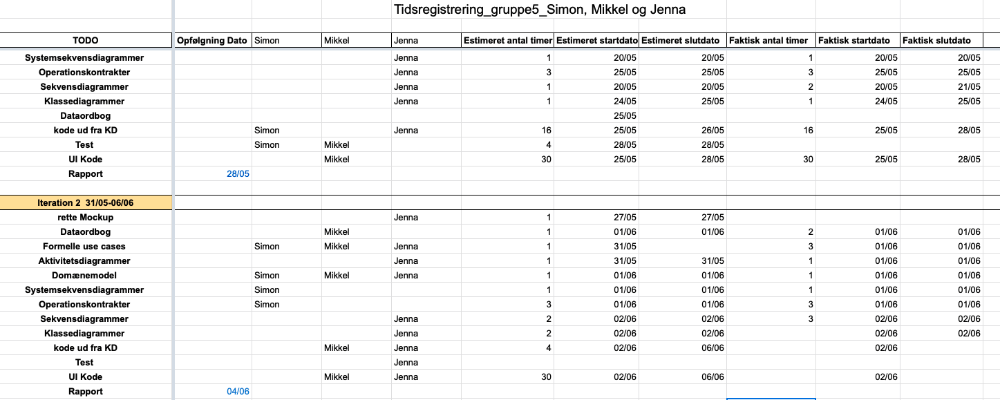 Tidsregistrering_gruppe5_Simon, Mikkel og Jenna
TODO Opfølgning Dato Simon Mikkel Jenna Estimeret antal timer Estimeret startdato Estimeret slutdato Faktisk antal timer Faktisk startdato Faktisk slutdato
Systemsekvensdiagrammer Jenna 1 20/05 20/05 1 20/05 20/05
Operationskontrakter Jenna 3 25/05 25/05 3 25/05 25/05
Sekvensdiagrammer Jenna 1 20/05 20/05 2 20/05 21/05
Klassediagrammer Jenna 1 24/05 25/05 1 24/05 25/05
Dataordbog 25/05
kode ud fra KD Simon Jenna 16 25/05 26/05 16 25/05 28/05
Test Simon Mikkel 4 28/05 28/05
UI Kode Mikkel 30 25/05 28/05 30 25/05 28/05
Rapport 28/05
Iteration 2 31/05-06/06
rette Mockup Jenna 1 27/05 27/05
Dataordbog Mikkel 1 01/06 01/06 2 01/06 01/06
Formelle use cases Simon Mikkel Jenna 1 31/05 3 01/06 01/06
Aktivitetsdiagrammer Jenna 1 31/05 31/05 1 01/06 01/06
Domænemodel Simon Mikkel Jenna 1 01/06 01/06 1 01/06 01/06
Systemsekvensdiagrammer Simon 1 01/06 01/06 1 01/06 01/06
Operationskontrakter Simon 3 01/06 01/06 3 01/06 01/06
Sekvensdiagrammer Jenna 2 02/06 02/06 3 02/06 02/06
Klassediagrammer Jenna 2 02/06 02/06 02/06 02/06
kode ud fra KD Mikkel Jenna 4 02/06 06/06 02/06
Test Jenna
UI Kode Mikkel Jenna 30 02/06 06/06 02/06
Rapport 04/06